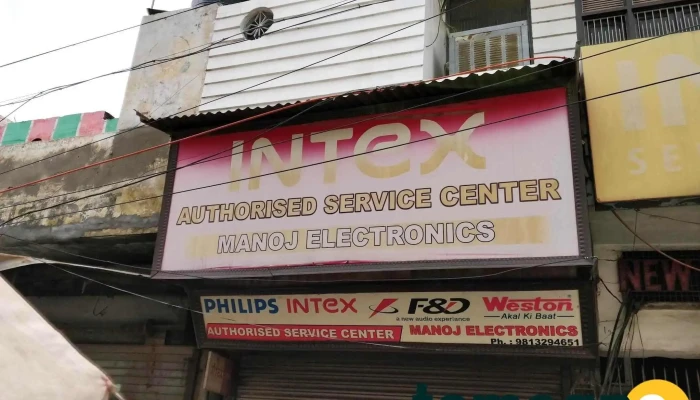 INTEX
AUTHORISED SERVICE CENTER
MANOJ ELECTRONICS
PHILIPS INTEX F&D Weston
a new audio experience Akal Ki Baat
AUTHORISED SERVICE CENTER MANOJ ELECTRONICS
Ph. : 9813294651
NEW